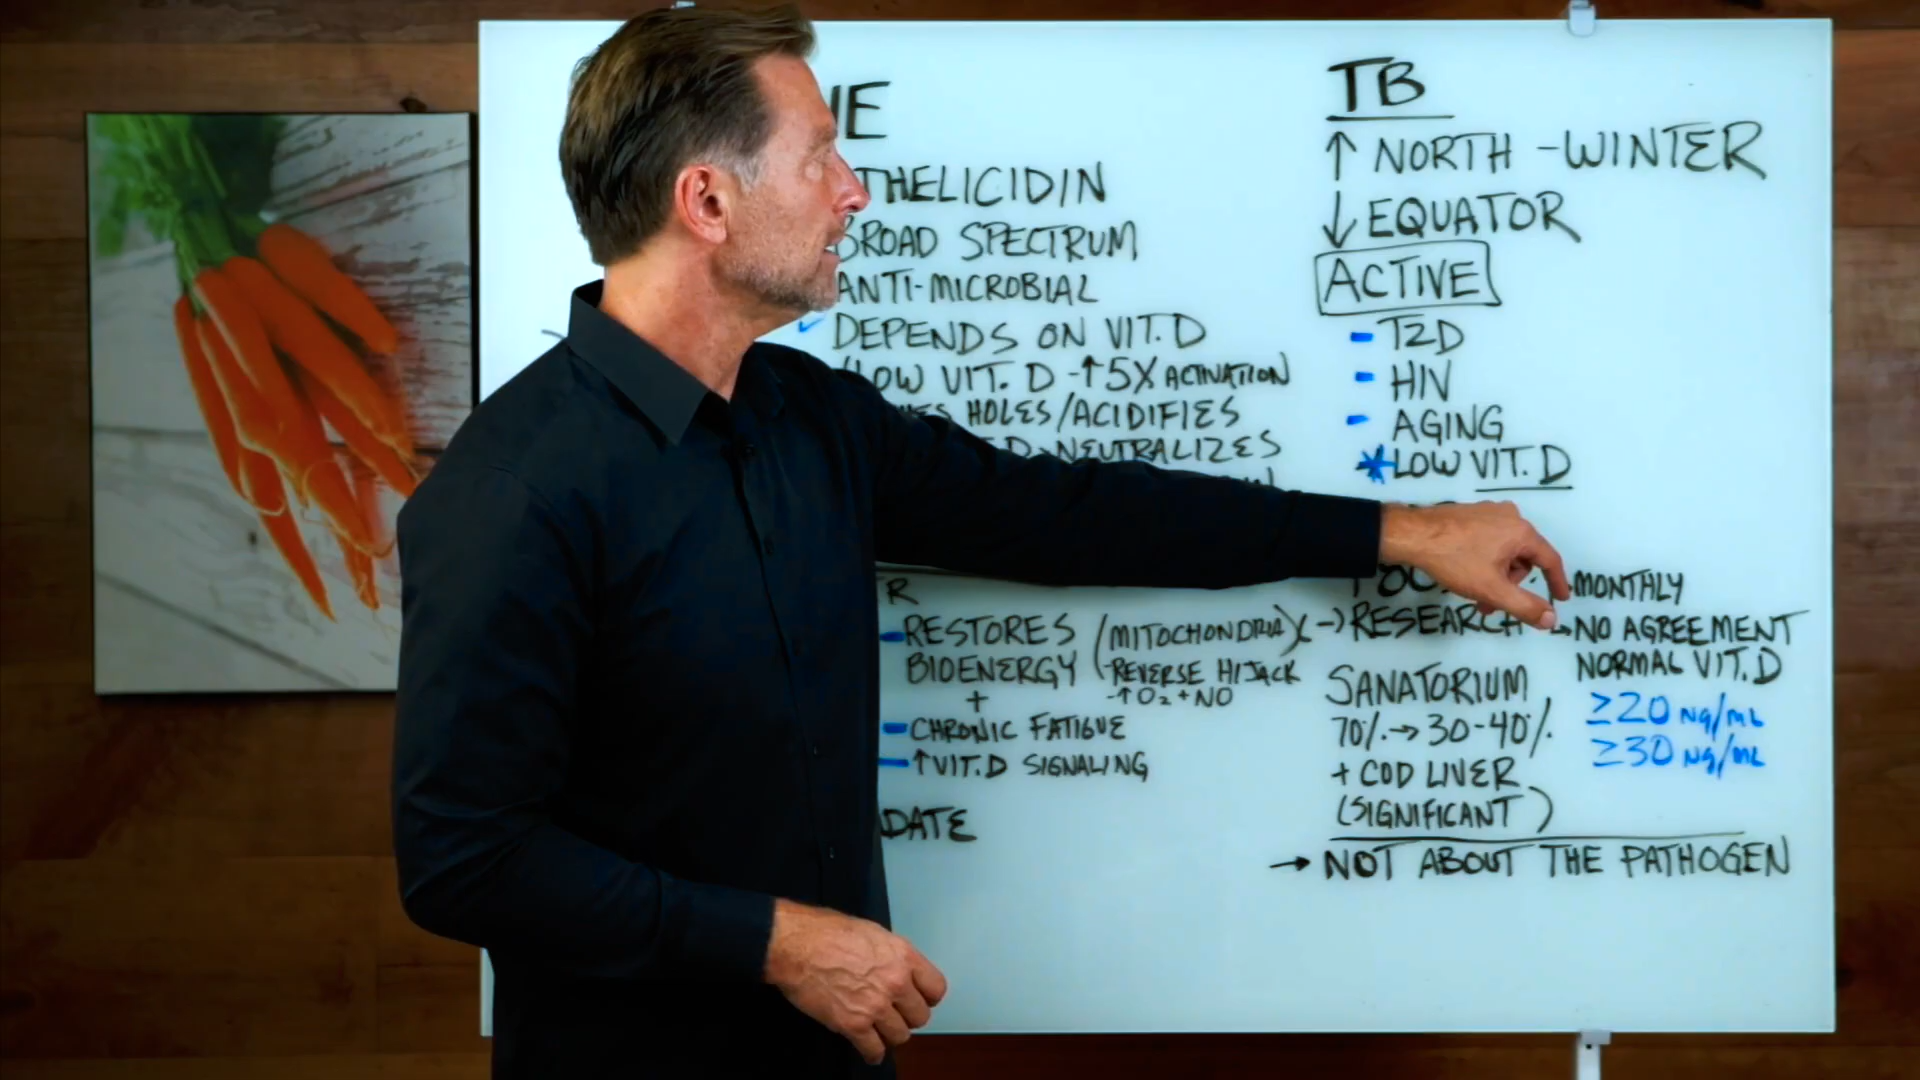 THELICIDIN
BROAD SPECTRUM
ANTI-MICROBIAL
DEPENDS ON VIT. D
(LOW VIT. D -↑5X ACTIVATION
HOLES/ACIDIFIES
NEUTRALIZES
R
RESTORES
BIOENERGY
+
(MITOCHONDRIA)
-REVERSE HIJACK
-↑O₂+NO
CHRONIC FATIGUE
↑VIT.D SIGNALING
DATE
TB
↑ NORTH -WINTER
↓ EQUATOR
ACTIVE
- T2D
- HIV
- AGING
* LOW VIT. D
MONTHLY
→ RESEARCH
NO AGREEMENT
NORMAL VIT. D
≥20 ng/mL
≥30 ng/mL
SANATORIUM
70%→30-40%
+ COD LIVER
(SIGNIFICANT)
→ NOT ABOUT THE PATHOGEN